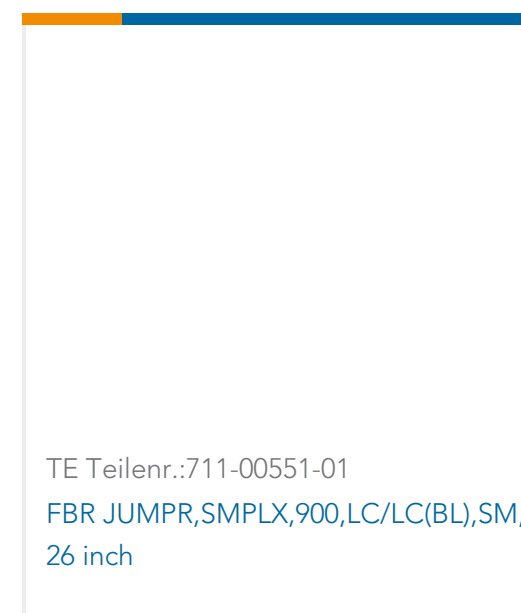 TE Teilenr.:711-00551-01
FBR JUMPR,SMPLX,900,LC/LC(BL),SM,
26 inch